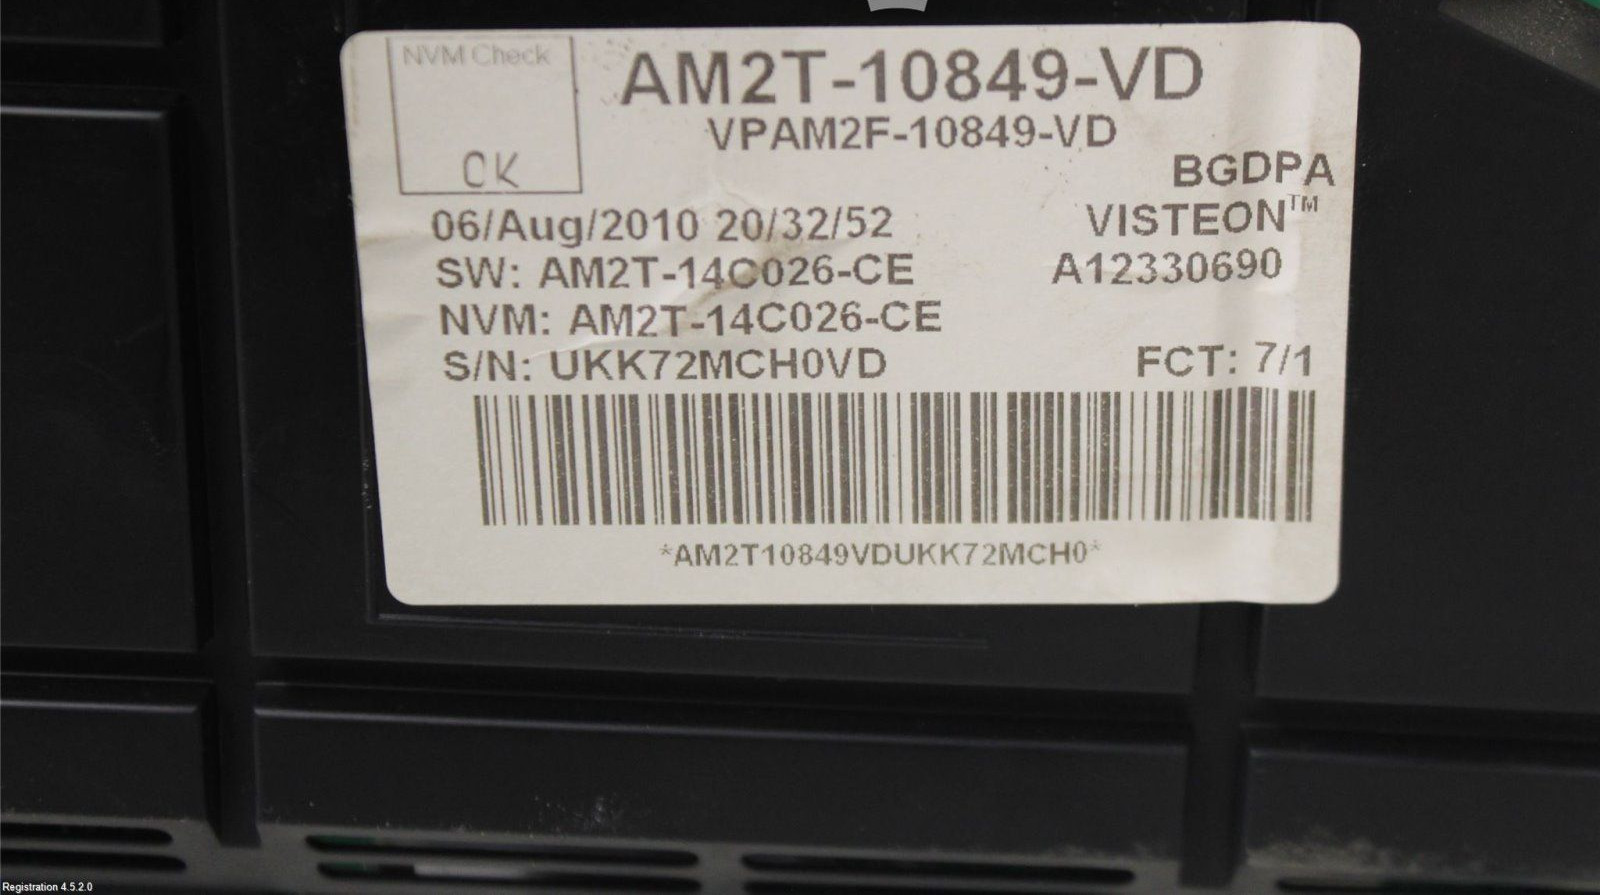 NVM Check
OK
AM2T-10849-VD
VPAM2F-10849-VD
BGDPA
06/Aug/2010 20/32/52
VISTEON™
SW: AM2T-14C026-CE
A12330690
NVM: AM2T-14C026-CE
S/N: UKK72MCH0VD
FCT: 7/1
*AM2T10849VDUKK72MCH0*
Registration 4.5.2.0